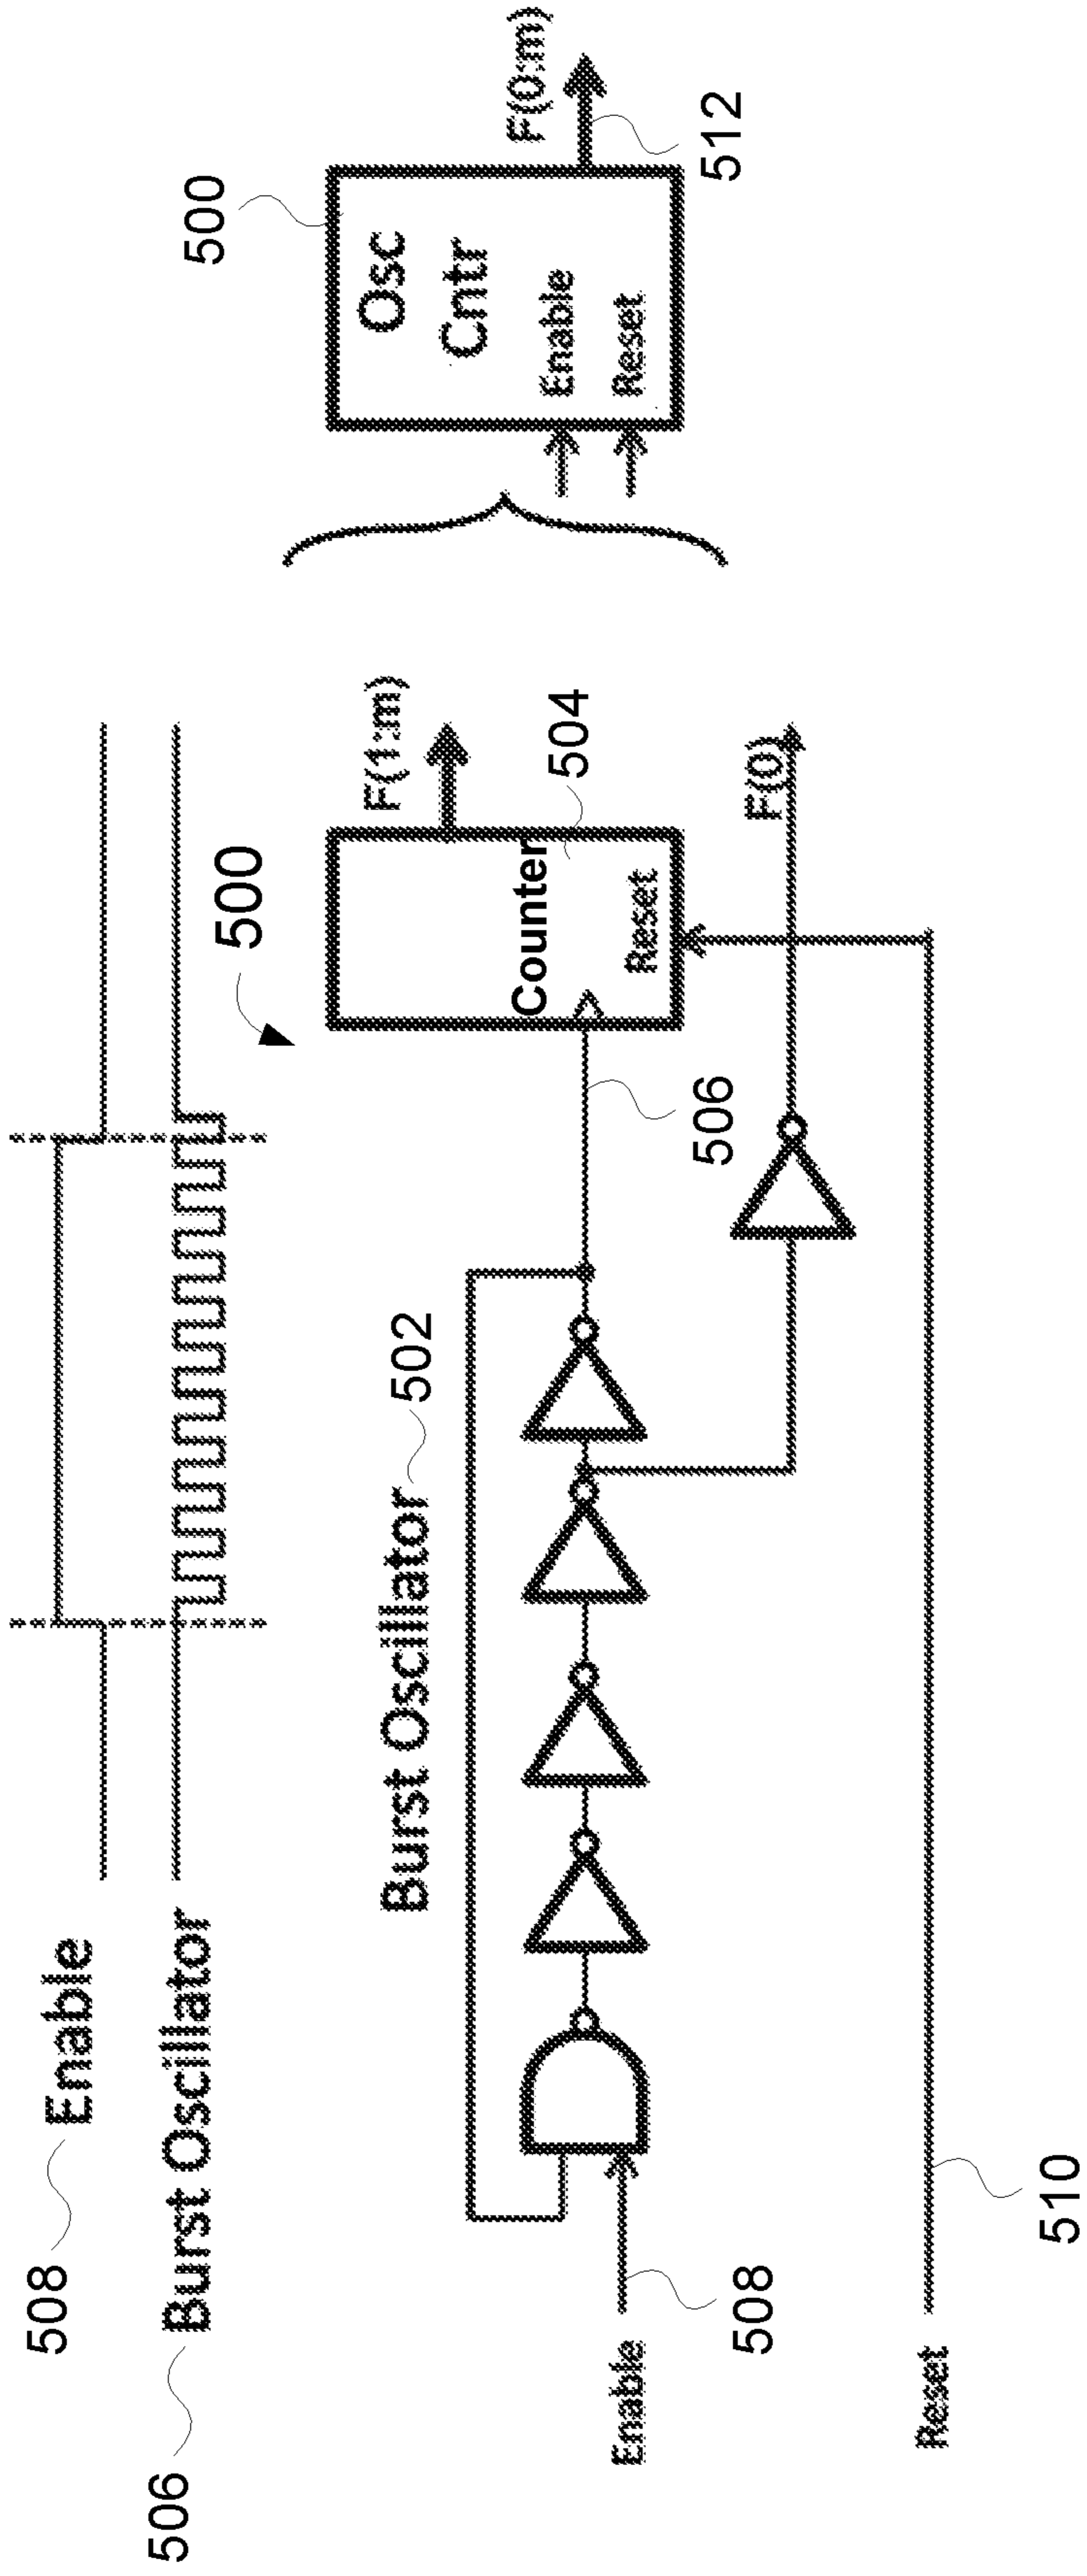 508 Enable
506 Burst Oscillator
500
Burst Oscillator 502
F(1:m)
Counter
504
Reset
506
F(0)
Enable
508
Reset
510
500
Osc
Cntr
Enable
Reset
F(0:m)
512